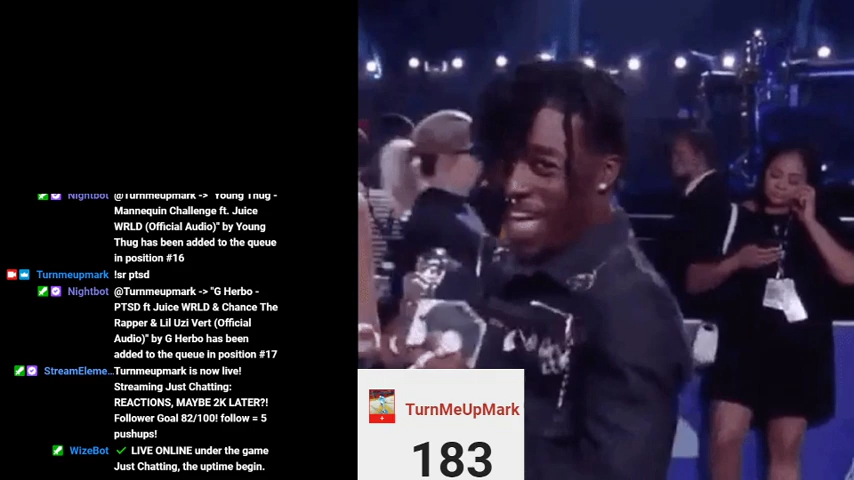 Nightbot @Turnmeupmark -> "Young Thug -
Mannequin Challenge ft. Juice
WRLD (Official Audio)" by Young
Thug has been added to the queue
in position #16
Turnmeupmark !sr ptsd
Nightbot @Turnmeupmark -> "G Herbo -
PTSD ft Juice WRLD & Chance The
Rapper & Lil Uzi Vert (Official
Audio)" by G Herbo has been
added to the queue in position #17
StreamEleme... Turnmeupmark is now live!
Streaming Just Chatting:
REACTIONS, MAYBE 2K LATER?!
Follower Goal 82/100! follow = 5
pushups!
WizeBot ✓ LIVE ONLINE under the game
Just Chatting, the uptime begin.
TurnMeUpMark
183